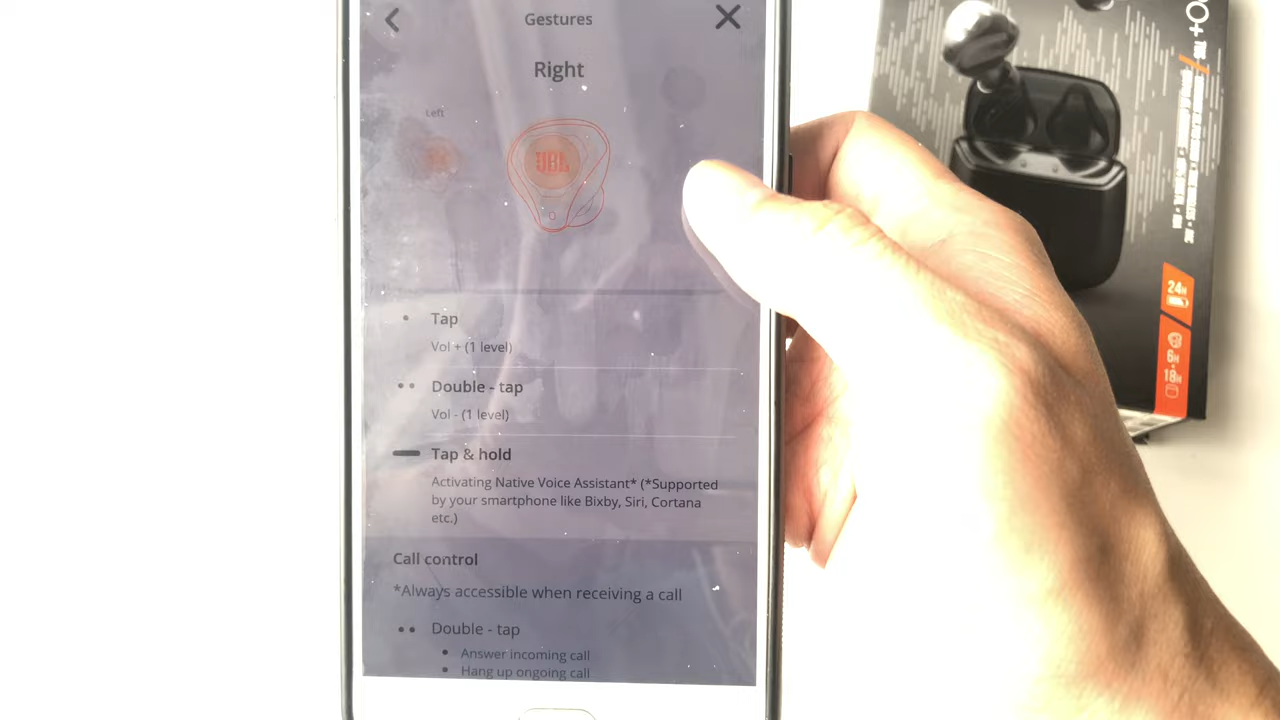 Gestures
Right
Left
JBL
Tap
Vol + (1 level)
Double - tap
Vol - (1 level)
Tap & hold
Activating Native Voice Assistant* (*Supported
by your smartphone like Bixby, Siri, Cortana
etc.)
Call control
*Always accessible when receiving a call
Double - tap
Answer incoming call
Hang up ongoing call
24H
6H
18H